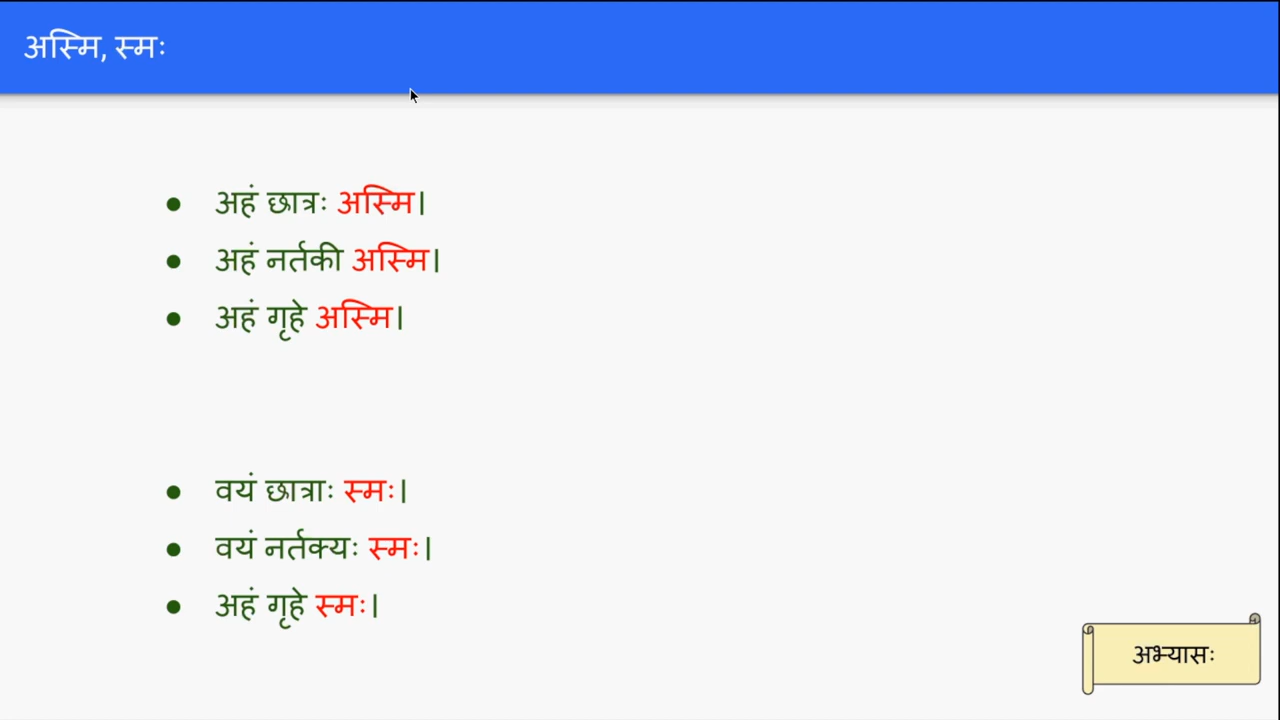 अस्मि, स्मः
● अहं छात्रः अस्मि।
● अहं नर्तकी अस्मि।
● अहं गृहे अस्मि।
● वयं छात्राः स्मः।
● वयं नर्तक्यः स्मः।
● अहं गृहे स्मः।
अभ्यासः